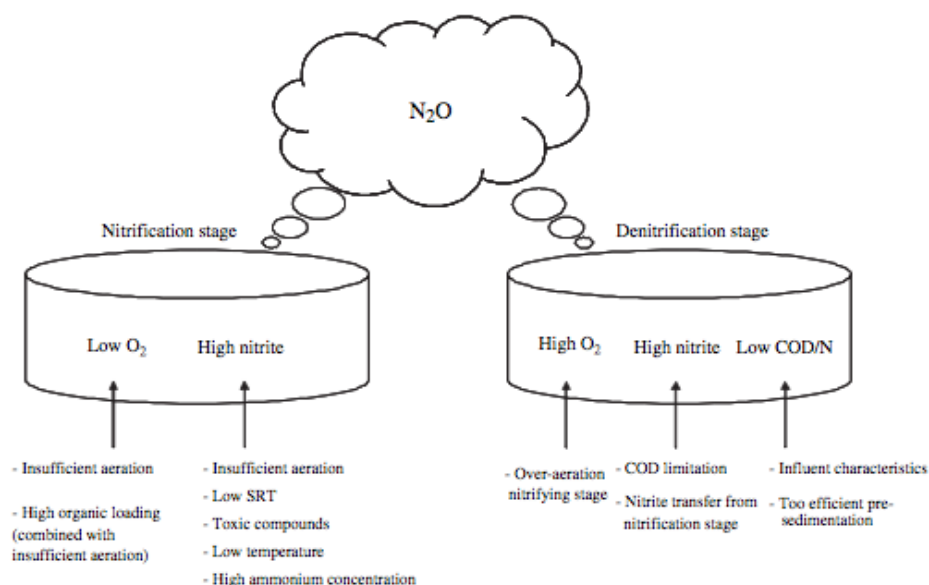 N₂O
Nitrification stage
Denitrification stage
Low O₂
High nitrite
High O₂
High nitrite
Low COD/N
- Insufficient aeration
- High organic loading
(combined with
insufficient aeration)
- Insufficient aeration
- Low SRT
- Toxic compounds
- Low temperature
- High ammonium concentration
- Over-aeration
nitrifying stage
- COD limitation
- Nitrite transfer from
nitrification stage
- Influent characteristics
- Too efficient pre-
sedimentation